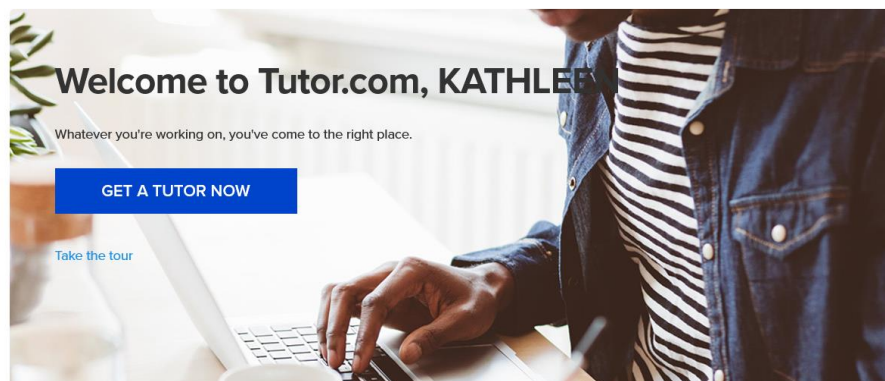 Welcome to Tutor.com, KATHLEEN
Whatever you're working on, you've come to the right place.
GET A TUTOR NOW
Take the tour